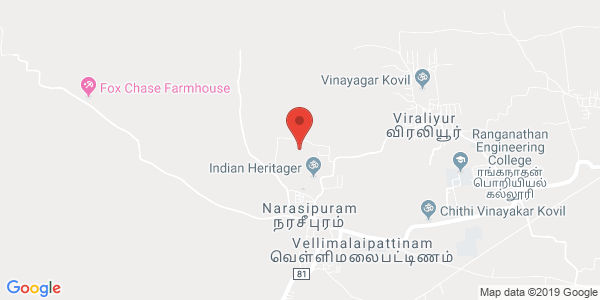 Vinayagar Kovil
Fox Chase Farmhouse
Viraliyur
விரலியூர்
Ranganathan
Engineering
College
ரங்கநாதன்
பொறியியல்
கல்லூரி
Indian Heritager
Narasipuram
நரசீபுரம்
Chithi Vinayakar Kovil
Vellimalaipattinam
வெள்ளிமலைபட்டிணம்
81
Google
Map data ©2019 Google